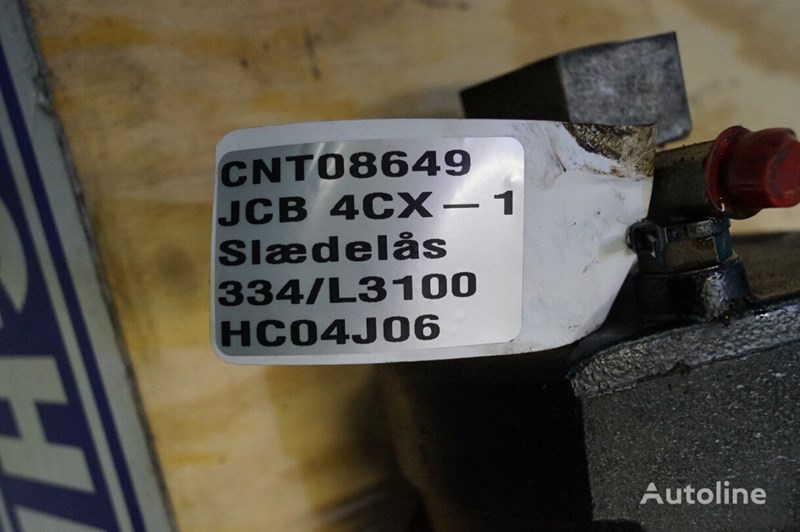 CNT08649
JCB 4CX – 1
Slædelås
334/L3100
HC04J06
Autoline